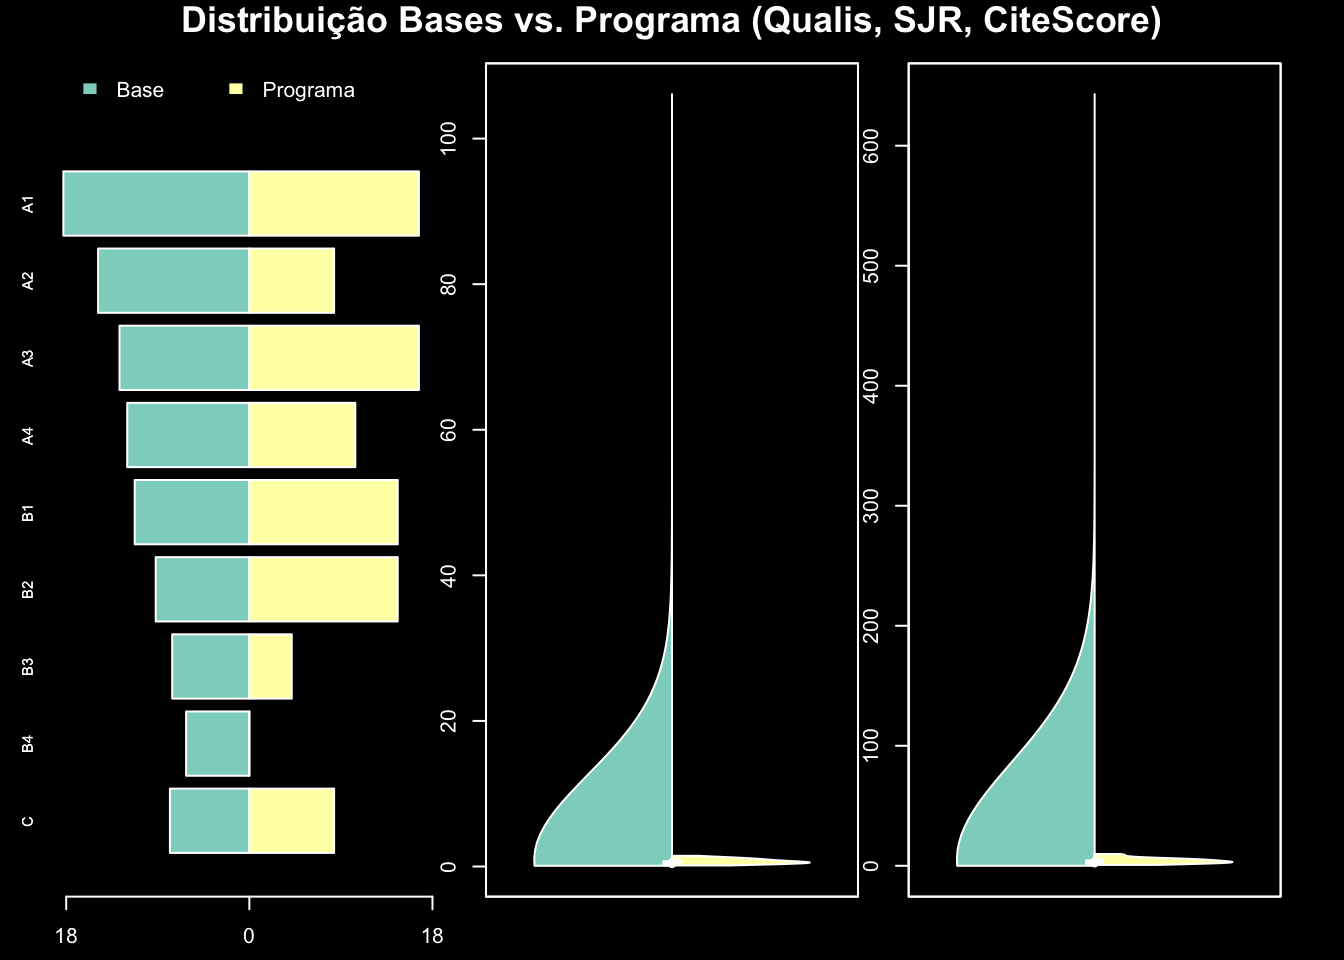 Distribuição Bases vs. Programa (Qualis, SJR, CiteScore)
Base Programa
A1
A2
A3
A4
B1
B2
B3
B4
C
18 0 18
100
80
60
40
20
0
600
500
400
300
200
100
0